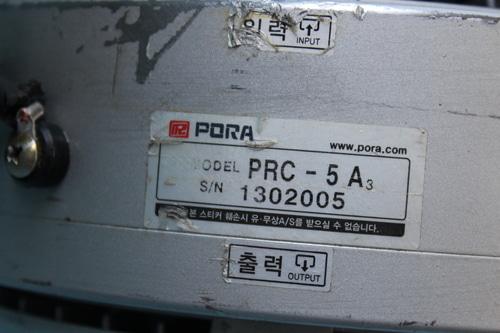 입력
INPUT
PORA
www.pora.com
MODEL PRC - 5 A3
S/N 1302005
본 스티커 훼손시 유·무상A/S를 받으실 수 없습니다.
출력
OUTPUT